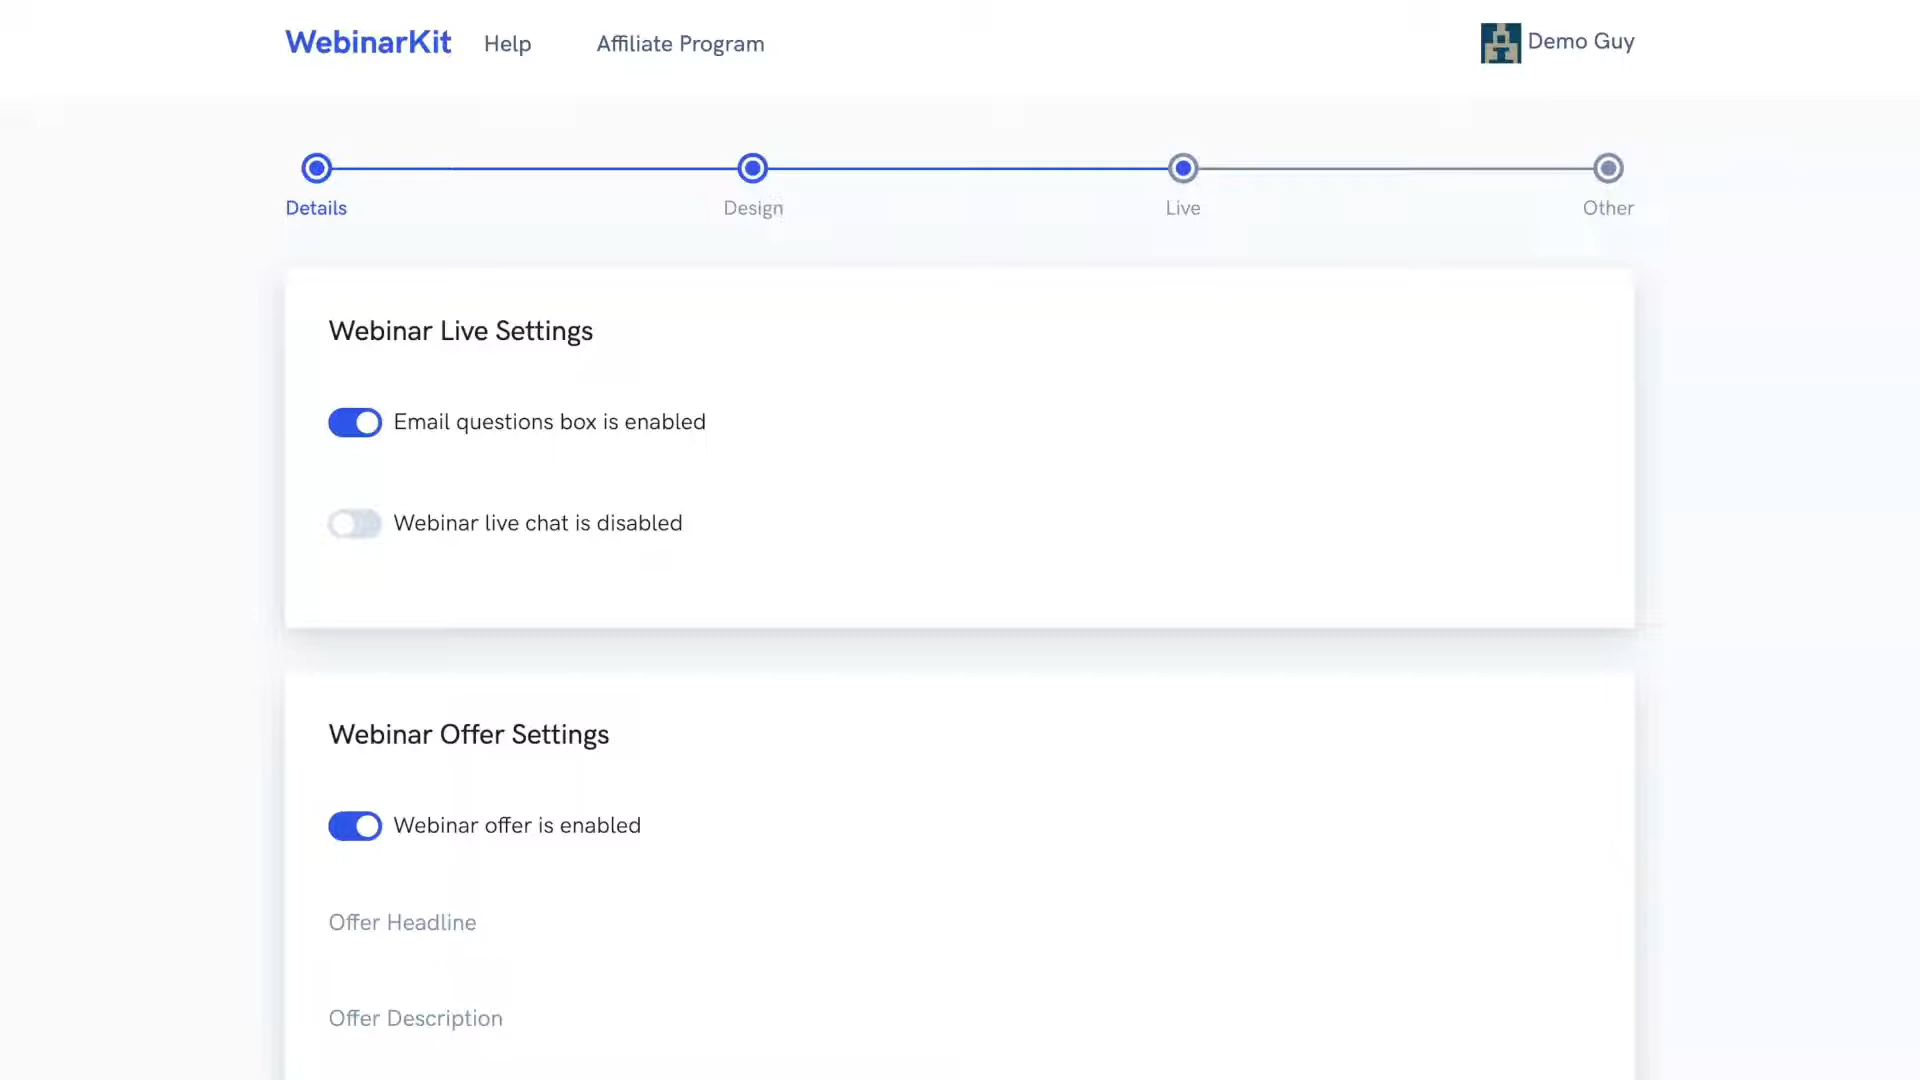 WebinarKit Help Affiliate Program Demo Guy
Details Design Live Other
Webinar Live Settings
Email questions box is enabled
Webinar live chat is disabled
Webinar Offer Settings
Webinar offer is enabled
Offer Headline
Offer Description